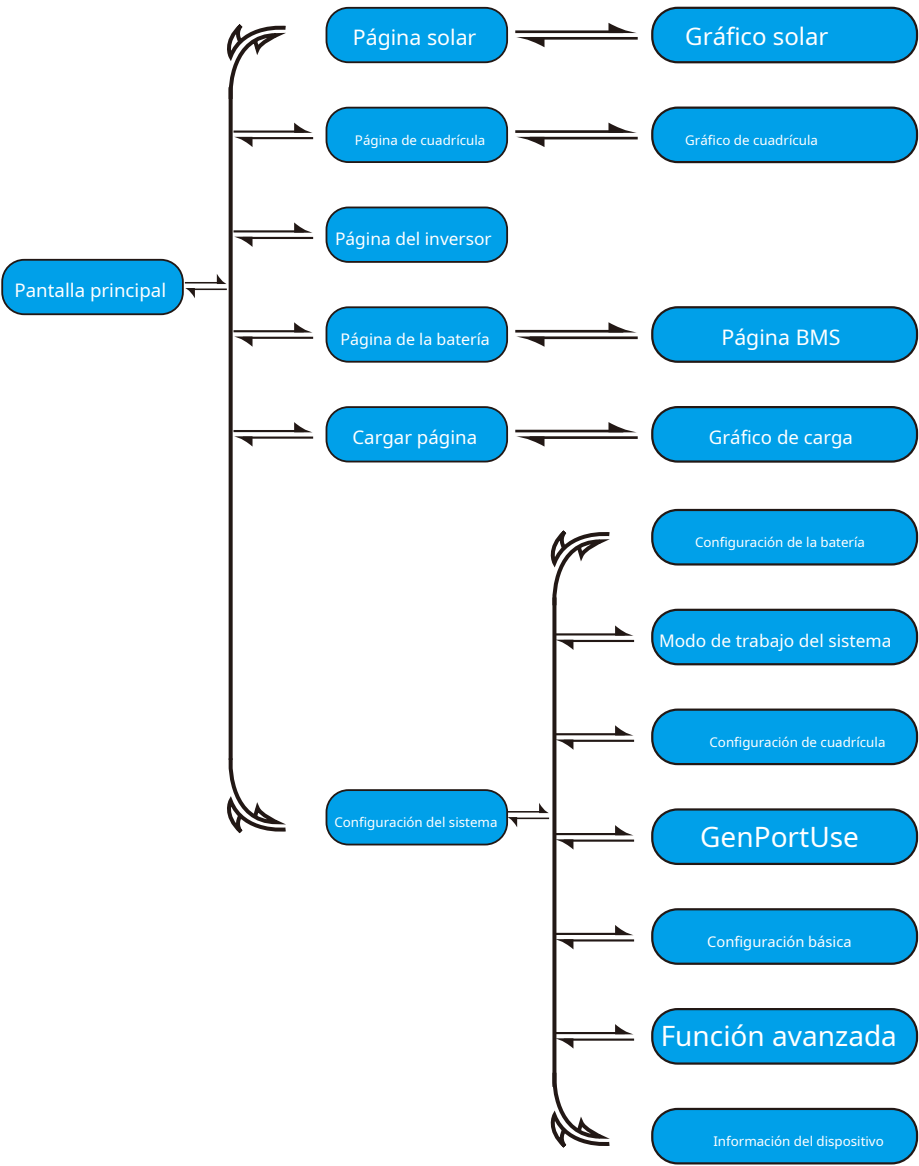 Página solar
Gráfico solar
Página de cuadrícula
Gráfico de cuadrícula
Página del inversor
Pantalla principal
Página de la batería
Página BMS
Cargar página
Gráfico de carga
Configuración de la batería
Modo de trabajo del sistema
Configuración de cuadrícula
Configuración del sistema
GenPortUse
Configuración básica
Función avanzada
Información del dispositivo